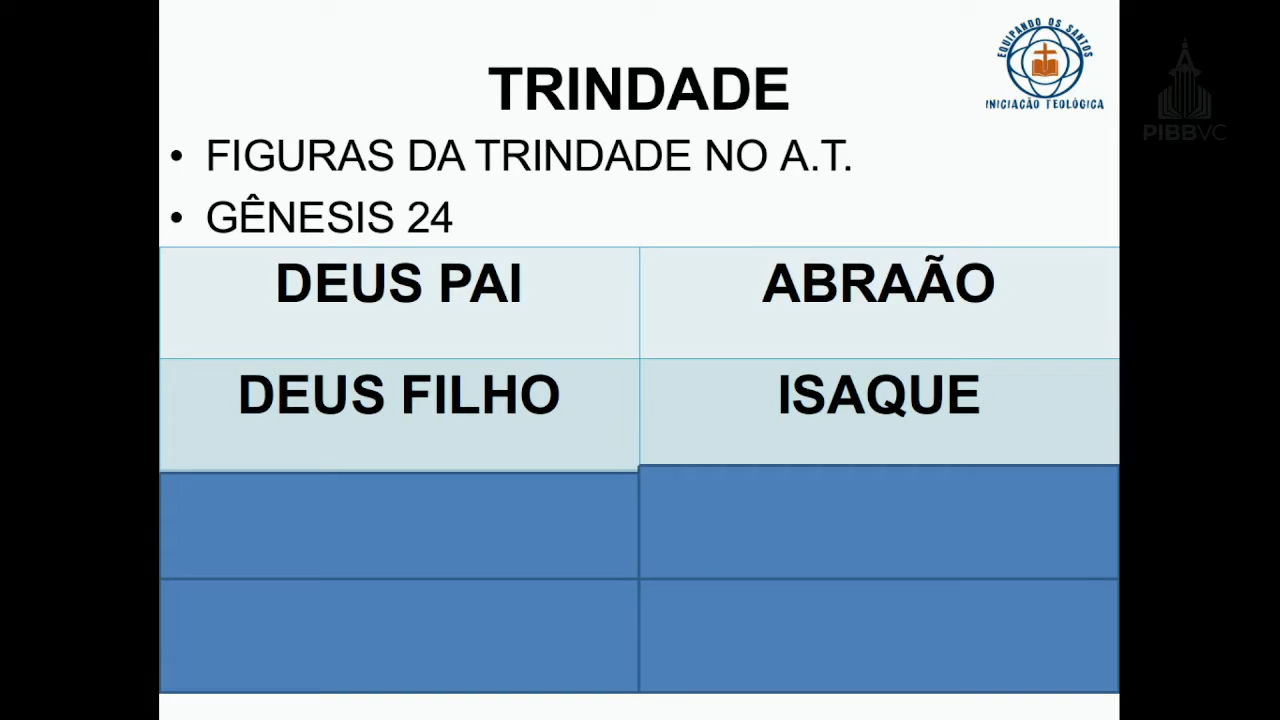 EQUIPANDO OS SANTOS
INICIAÇÃO TEOLÓGICA
PIBBVC
TRINDADE
• FIGURAS DA TRINDADE NO A.T.
• GÊNESIS 24
DEUS PAI
ABRAÃO
DEUS FILHO
ISAQUE